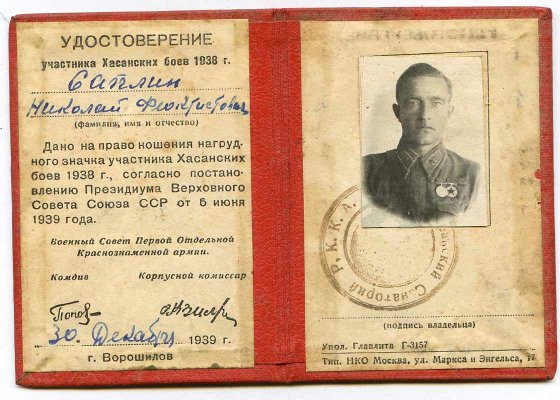 УДОСТОВЕРЕНИЕ
участника Хасанских боев 1938 г.
Саплин
Николай Феоктистович
(фамилия, имя и отчество)
Дано на право ношения нагруд-
ного значка участника Хасанских
боев 1938 г., согласно постано-
влению Президиума Верховного
Совета Союза ССР от 5 июня
1939 года.
Военный Совет Первой Отдельной
Краснознаменной армии.
Комдив Корпусной комиссар
Попов
30. Декабря 1939 г.
г. Ворошилов
Р. К. К. А.
Санаторий
(подпись владельца)
Упол. Главлита Г-3157
Тип. НКО Москва, ул. Маркса и Энгельса, 17